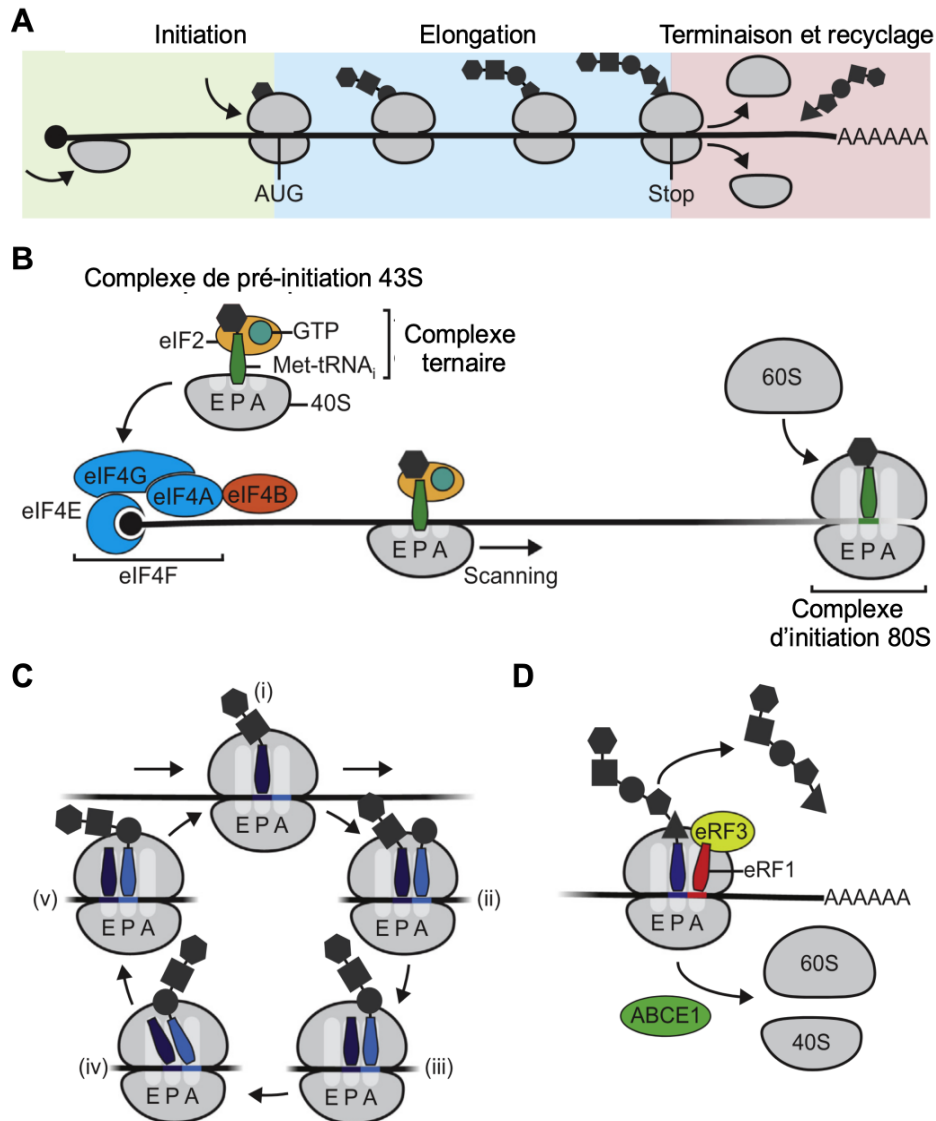 A
Initiation
Elongation
Terminaison et recyclage
AAAAAA
AUG
Stop
B
Complexe de pré-initiation 43S
eIF2
GTP
Met-tRNAi
Complexe
ternaire
E P A
40S
60S
eIF4G
eIF4A
eIF4B
eIF4E
eIF4F
E P A
Scanning
E P A
Complexe
d'initiation 80S
C
(i)
E P A
(v)
E P A
E P A
(ii)
(iv)
E P A
E P A
(iii)
D
eRF3
eRF1
AAAAAA
E P A
60S
ABCE1
40S